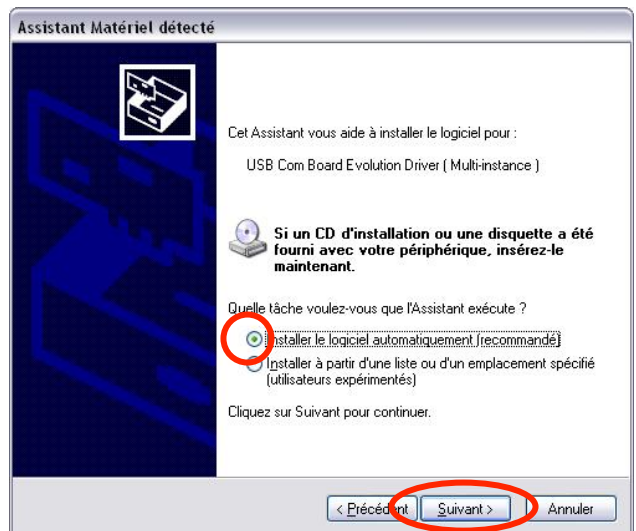 Assistant Matériel détecté
Cet Assistant vous aide à installer le logiciel pour :
USB Com Board Evolution Driver ( Multi-instance )
Si un CD d'installation ou une disquette a été
fourni avec votre périphérique, insérez-le
maintenant.
Quelle tâche voulez-vous que l'Assistant exécute ?
Installer le logiciel automatiquement (recommandé)
Installer à partir d'une liste ou d'un emplacement spécifié
(utilisateurs expérimentés)
Cliquez sur Suivant pour continuer.
< Précédent Suivant > Annuler